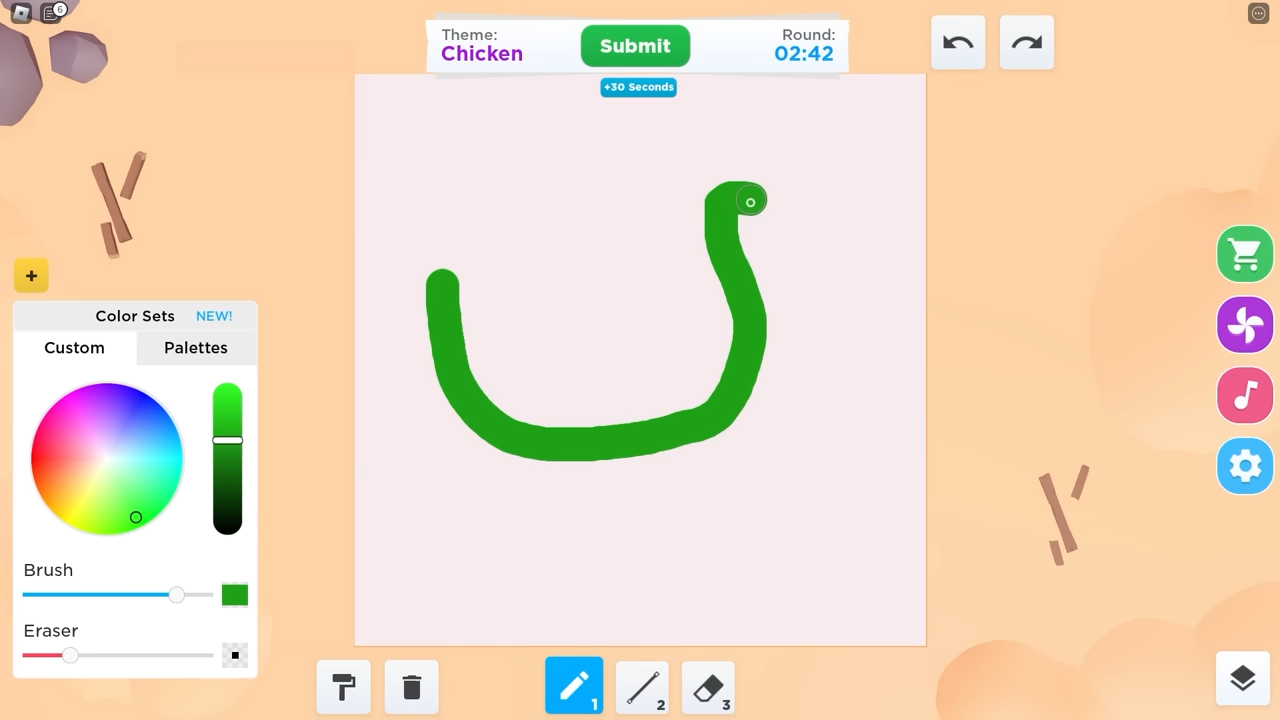 6
Theme:
Chicken
Submit
Round:
02:42
+30 Seconds
+
Color Sets NEW!
Custom Palettes
Brush
Eraser
1
2
3